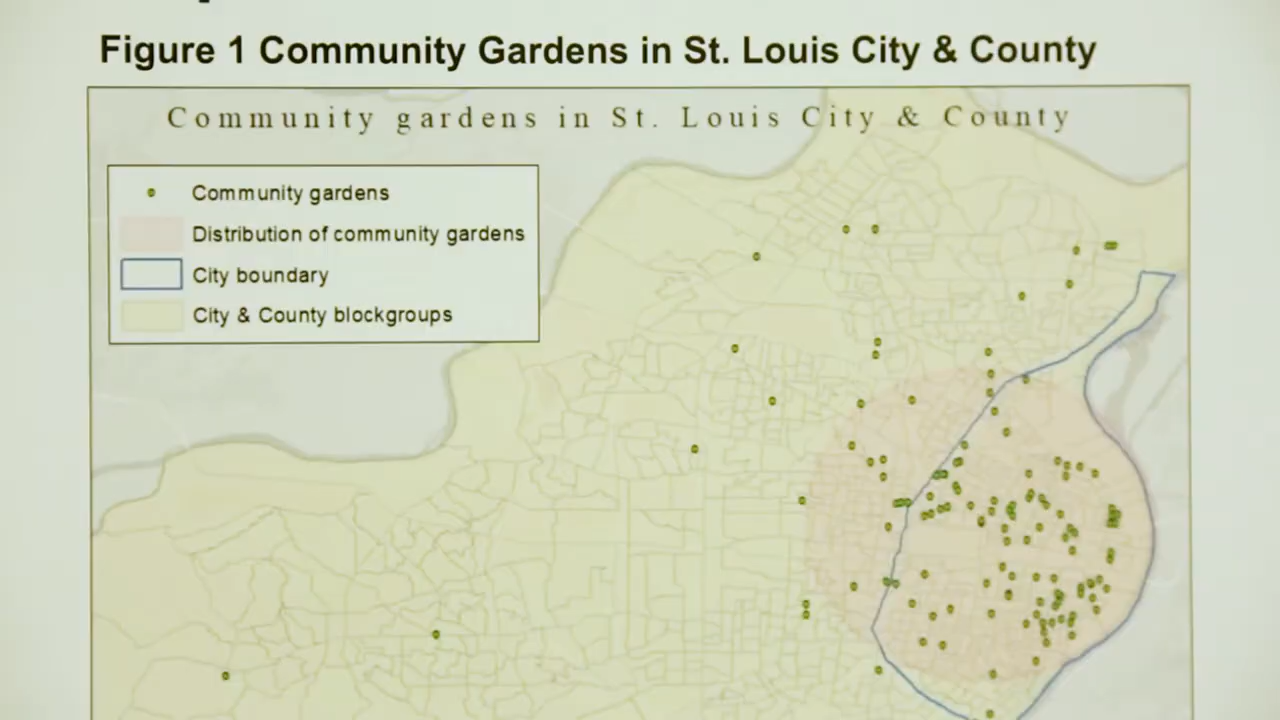 Figure 1 Community Gardens in St. Louis City & County
Community gardens in St. Louis City & County
Community gardens
Distribution of community gardens
City boundary
City & County blockgroups